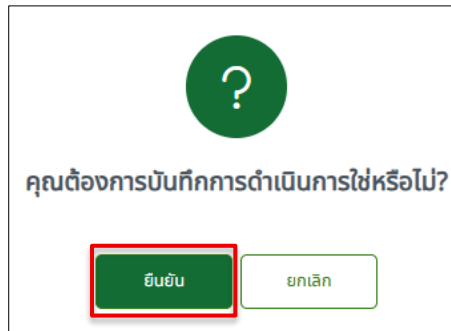 ?
คุณต้องการบันทึกการดำเนินการใช่หรือไม่?
ยืนยัน
ยกเลิก